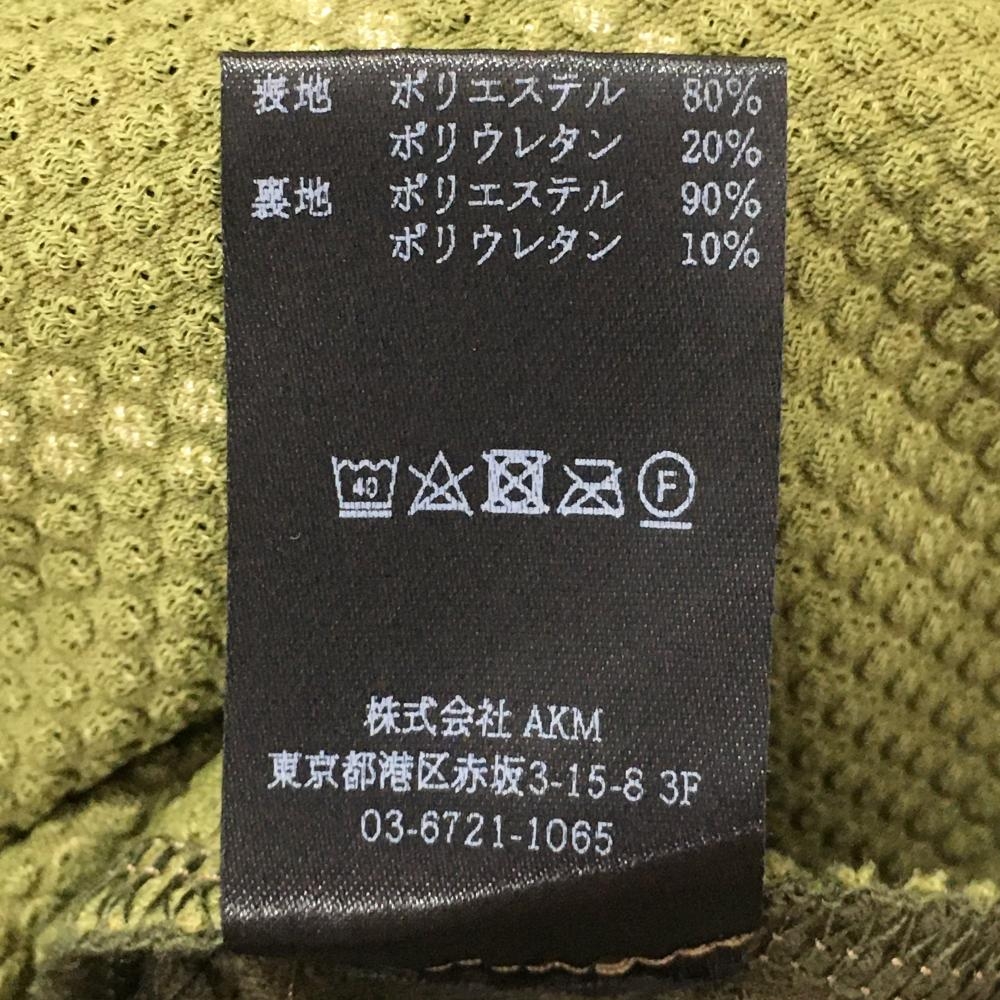 表地 ポリエステル 80%
ポリウレタン 20%
裏地 ポリエステル 90%
ポリウレタン 10%
40 F
株式会社 AKM
東京都港区赤坂3-15-8 3F
03-6721-1065